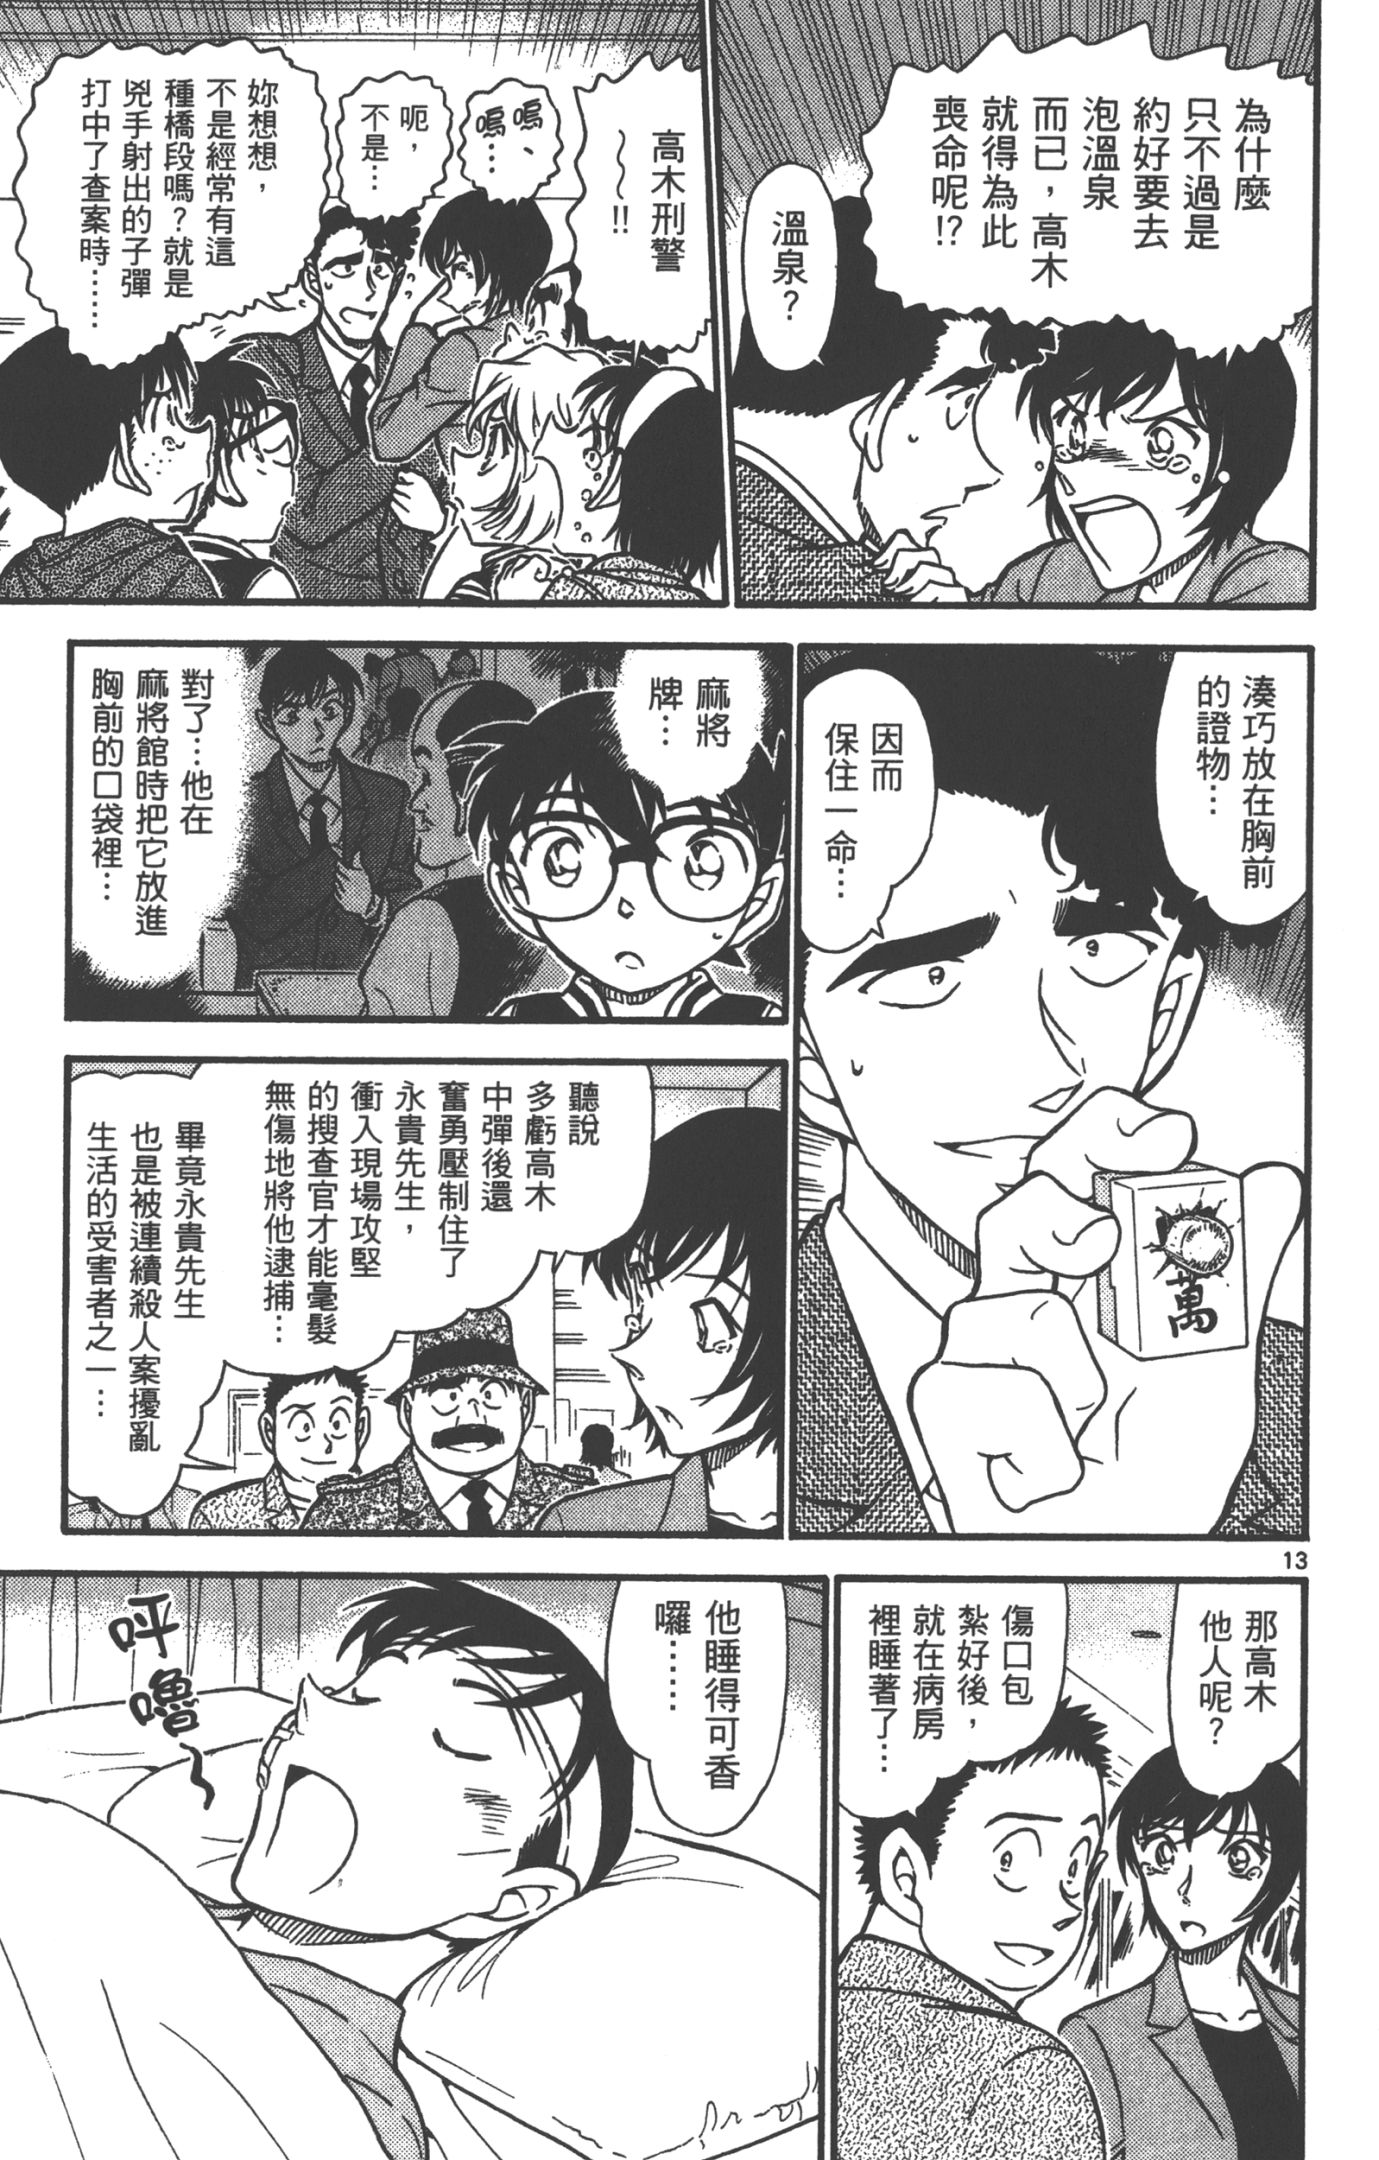 為什麼
只不過是
約好要去
泡溫泉
而已，高木
就得為此
喪命呢!?
溫泉？
高木刑警
～～!!
嗚、
嗚…
呃，
不是…
妳想想，
不是經常有這
種橋段嗎？就是
兇手射出的子彈
打中了查案時……
湊巧放在胸前
的證物…
因而
保住一命…
萬
麻將
牌…
對了…他在
麻將館時把它放進
胸前的口袋裡…
聽說
多虧高木
中彈後還
奮勇壓制住了
永貴先生，
衝入現場攻堅
的搜查官才能毫髮
無傷地將他逮捕…
畢竟永貴先生
也是被連續殺人案擾亂
生活的受害者之一…
13
那高木
他人呢？
傷口包
紮好後，
就在病房
裡睡著了…
他睡得可香
囉……
呼
嚕～